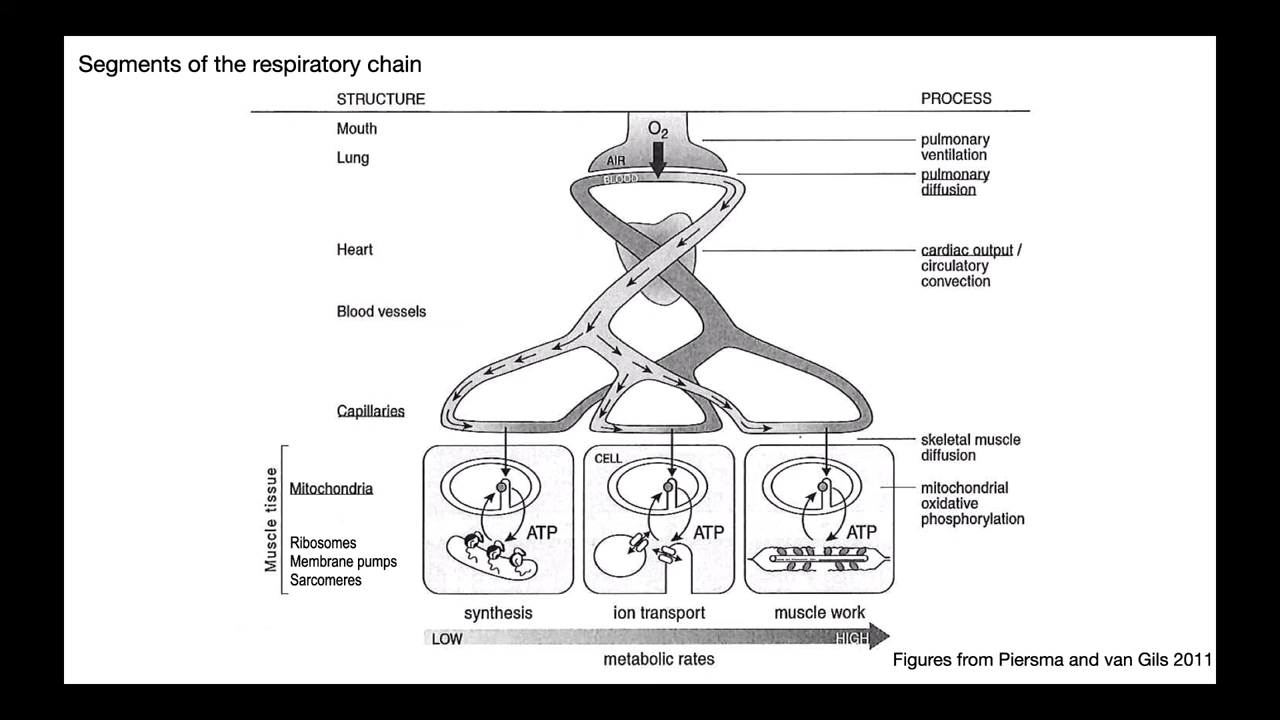 Segments of the respiratory chain
STRUCTURE
PROCESS
Mouth
Lung
Heart
Blood vessels
Capillaries
Muscle tissue
Mitochondria
Ribosomes
Membrane pumps
Sarcomeres
O2
AIR
BLOOD
pulmonary
ventilation
pulmonary
diffusion
cardiac output /
circulatory
convection
skeletal muscle
diffusion
mitochondrial
oxidative
phosphorylation
CELL
ATP
ATP
ATP
synthesis
ion transport
muscle work
LOW
HIGH
metabolic rates
Figures from Piersma and van Gils 2011